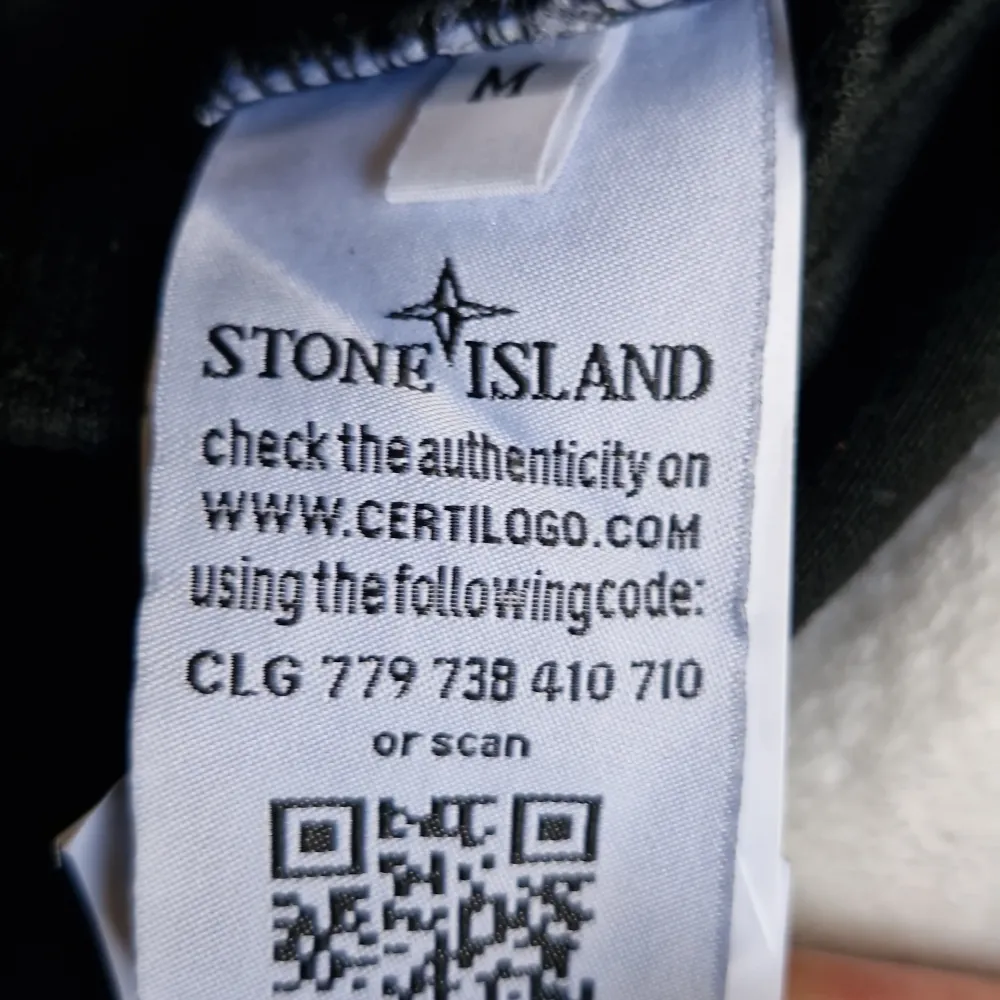 M
STONE ISLAND
check the authenticity on
WWW.CERTILOGO.COM
using the following code:
CLG 779 738 410 710
or scan